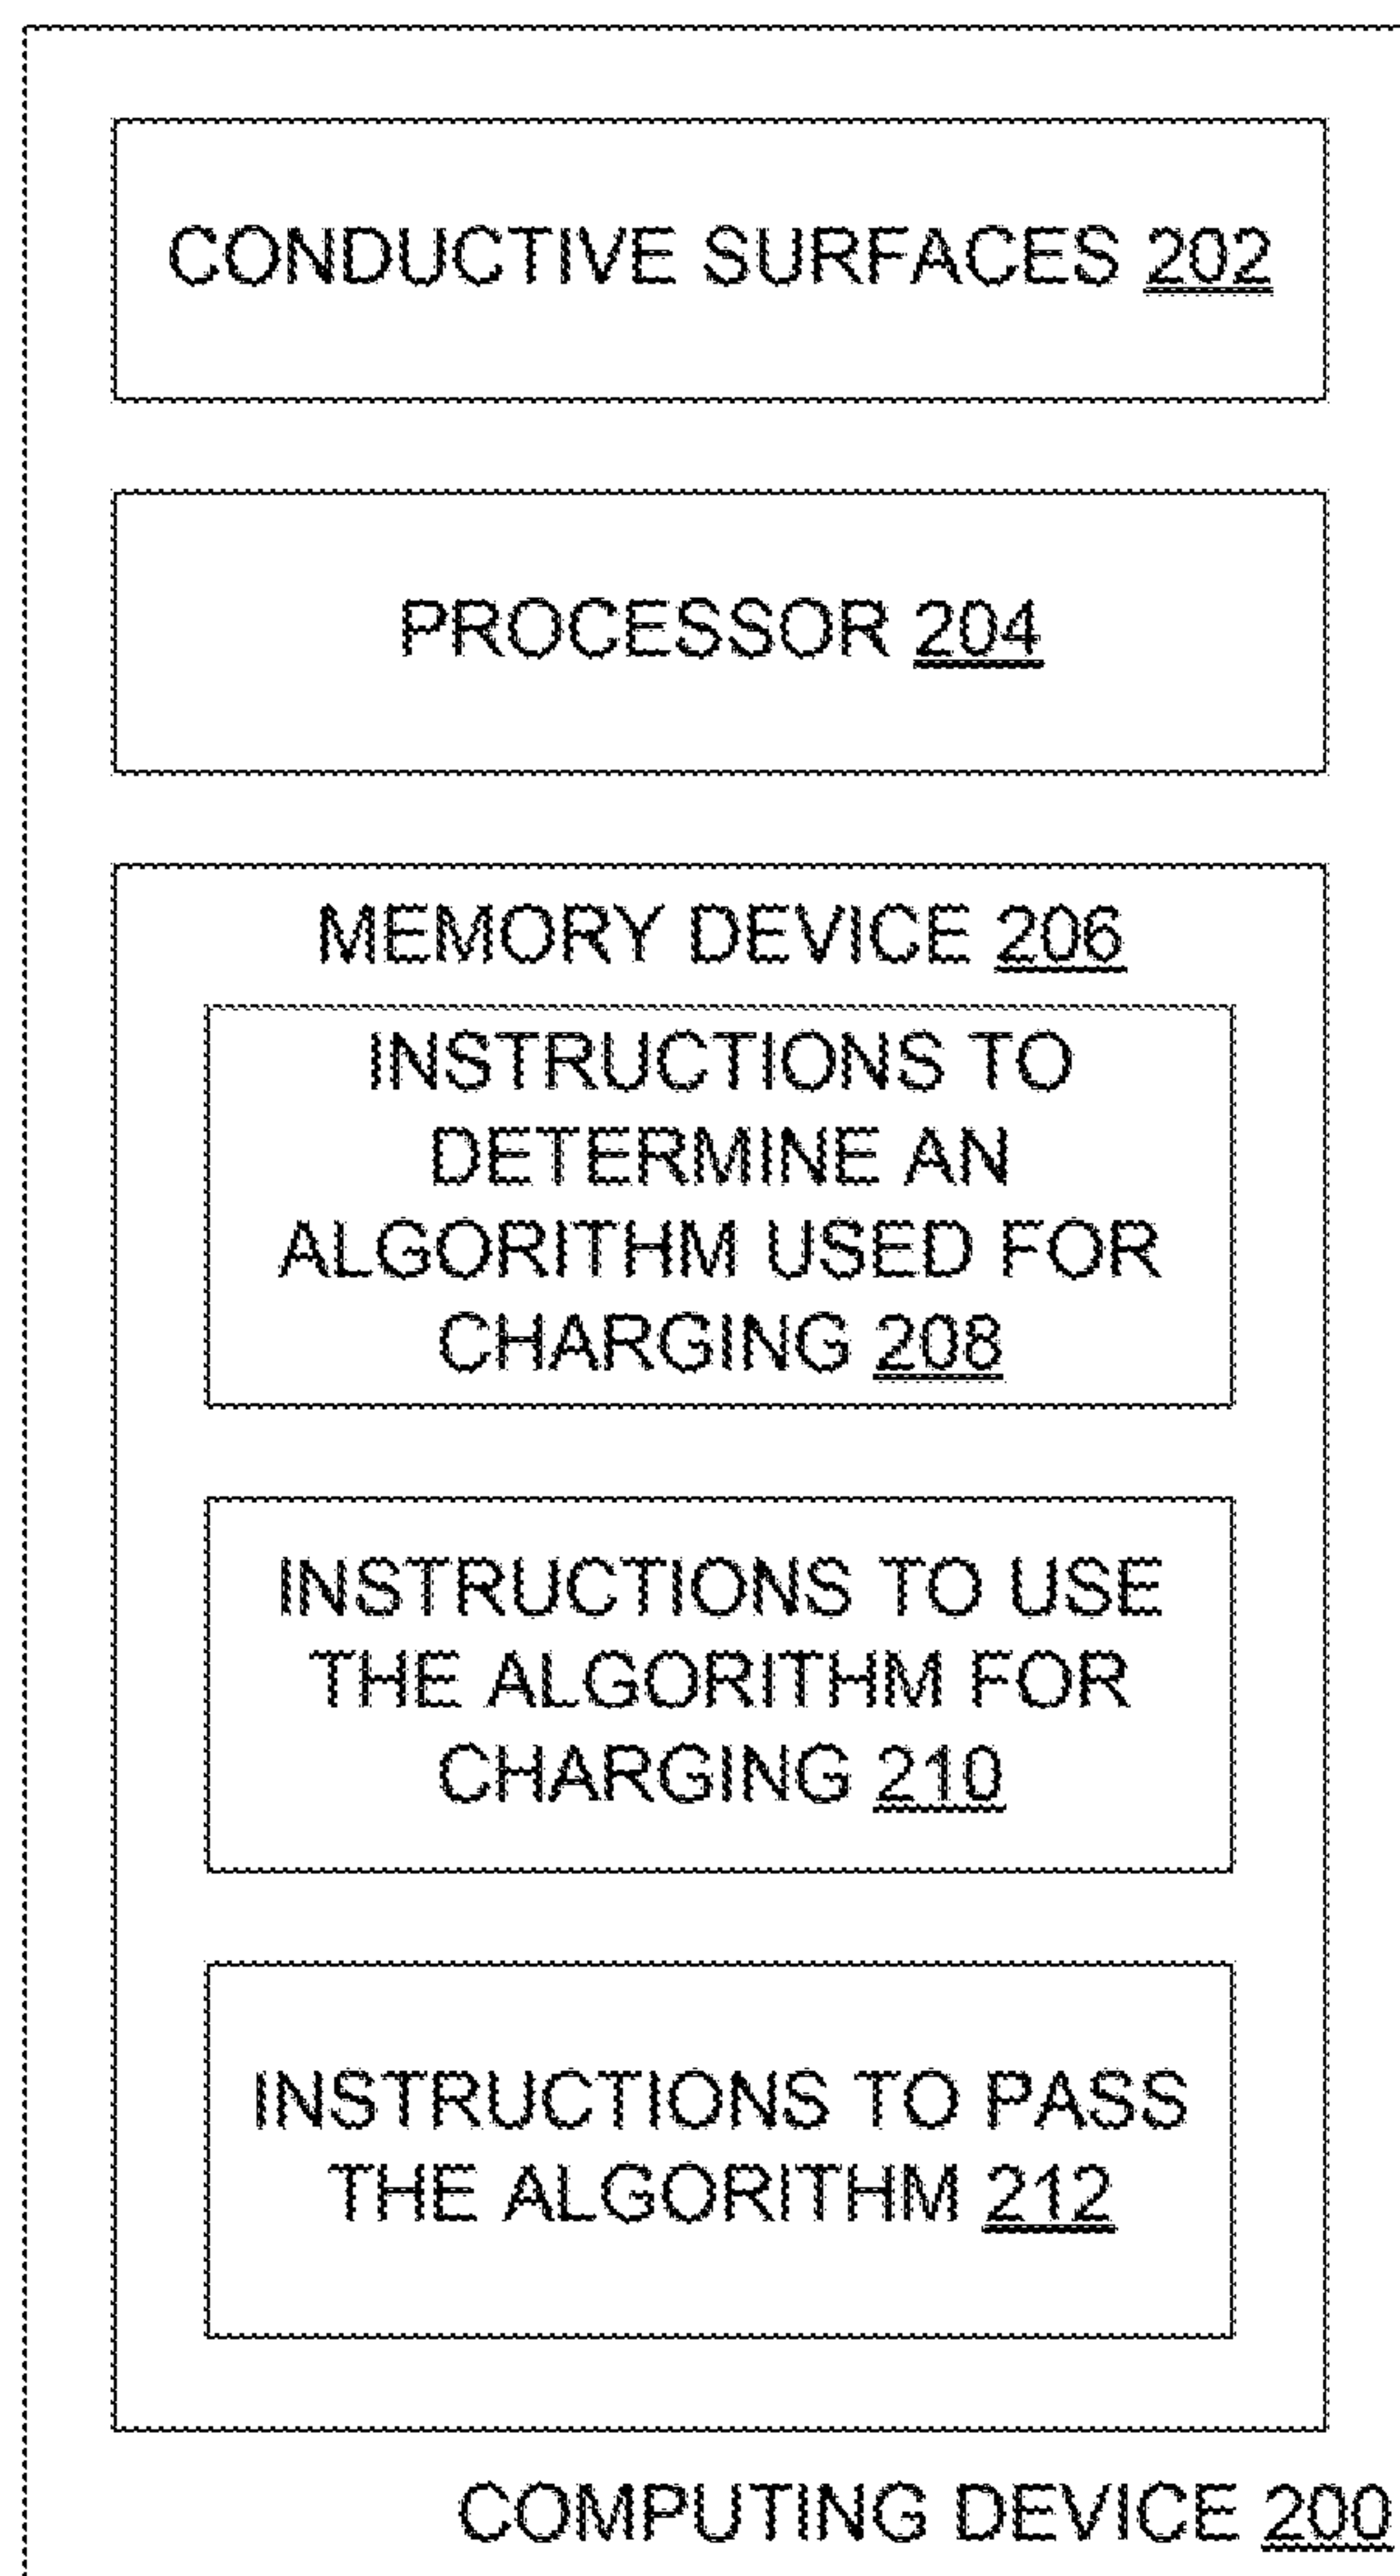 CONDUCTIVE SURFACES 202
PROCESSOR 204
MEMORY DEVICE 206
INSTRUCTIONS TO
DETERMINE AN
ALGORITHM USED FOR
CHARGING 208
INSTRUCTIONS TO USE
THE ALGORITHM FOR
CHARGING 210
INSTRUCTIONS TO PASS
THE ALGORITHM 212
COMPUTING DEVICE 200